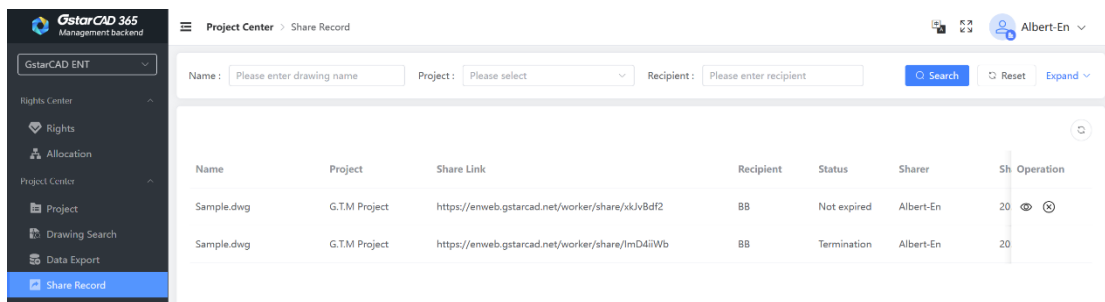 GstarCAD 365
Management backend
Project Center > Share Record
Albert-En
GstarCAD ENT
Name : Please enter drawing name Project : Please select Recipient : Please enter recipient Search Reset Expand
Rights Center
Rights
Allocation
Project Center
Project
Drawing Search
Data Export
Share Record
Name Project Share Link Recipient Status Sharer Sh Operation
Sample.dwg G.T.M Project https://enweb.gstarcad.net/worker/share/xkJvBdf2 BB Not expired Albert-En 20
Sample.dwg G.T.M Project https://enweb.gstarcad.net/worker/share/ImD4iiWb BB Termination Albert-En 20